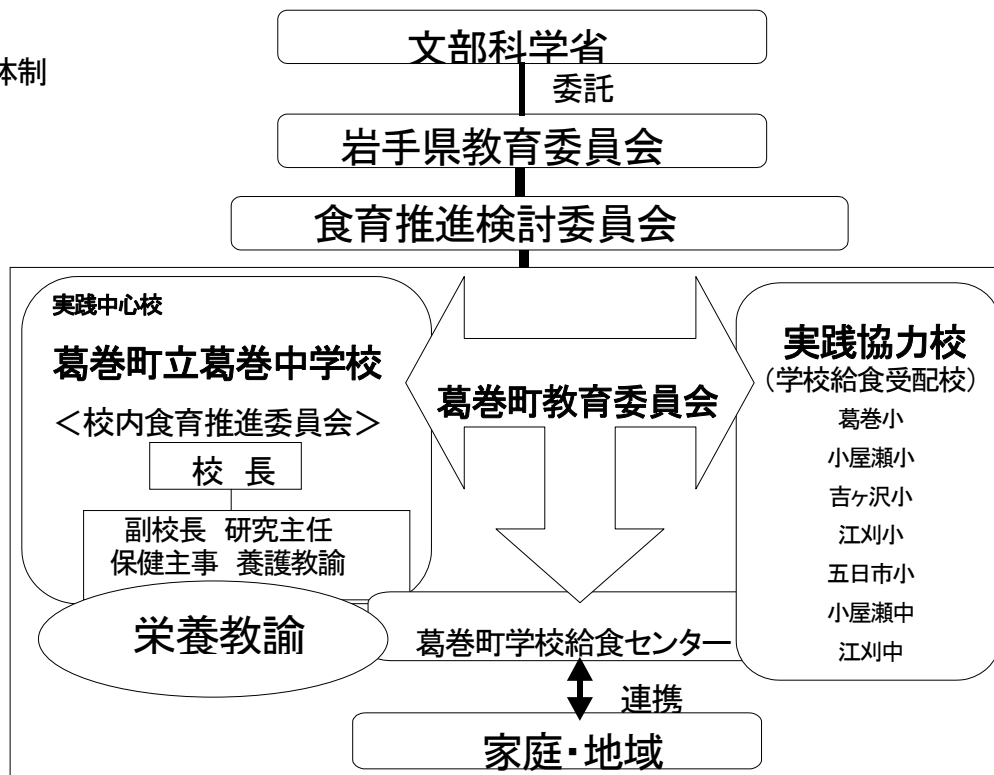 文部科学省
体制
委託
岩手県教育委員会
食育推進検討委員会
実践中心校
葛巻町立葛巻中学校
＜校内食育推進委員会＞
校 長
副校長 研究主任
保健主事 養護教諭
栄養教諭
葛巻町教育委員会
葛巻町学校給食センター
実践協力校
（学校給食受配校）
葛巻小
小屋瀬小
吉ヶ沢小
江刈小
五日市小
小屋瀬中
江刈中
連携
家庭・地域